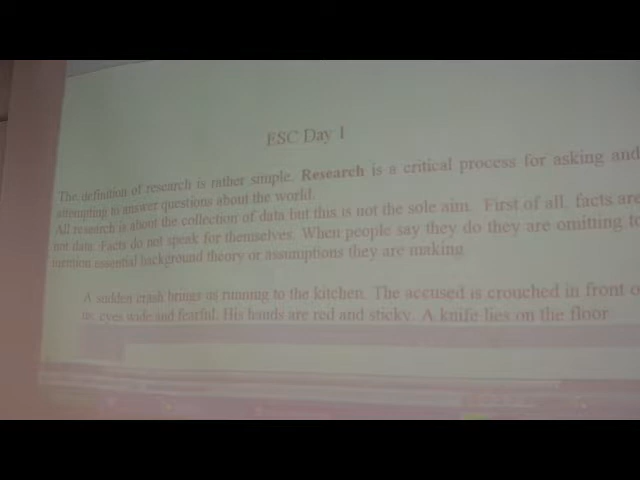 ESC Day 1
The definition of research is rather simple. Research is a critical process for asking and
attempting to answer questions about the world.
All research is about the collection of data but this is not the sole aim. First of all, facts are
not data. Facts do not speak for themselves. When people say they do they are omitting to
mention essential background theory or assumptions they are making
A sudden crash brings us running to the kitchen. The accused is crouched in front o
us, eyes wide and fearful. His hands are red and sticky. A knife lies on the floor